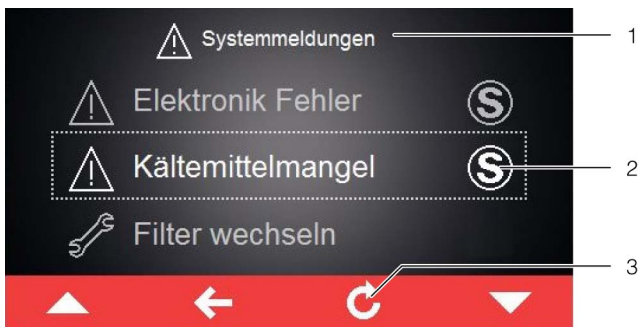 Systemmeldungen 1
Elektronik Fehler S
Kältemittelmangel S 2
Filter wechseln
3